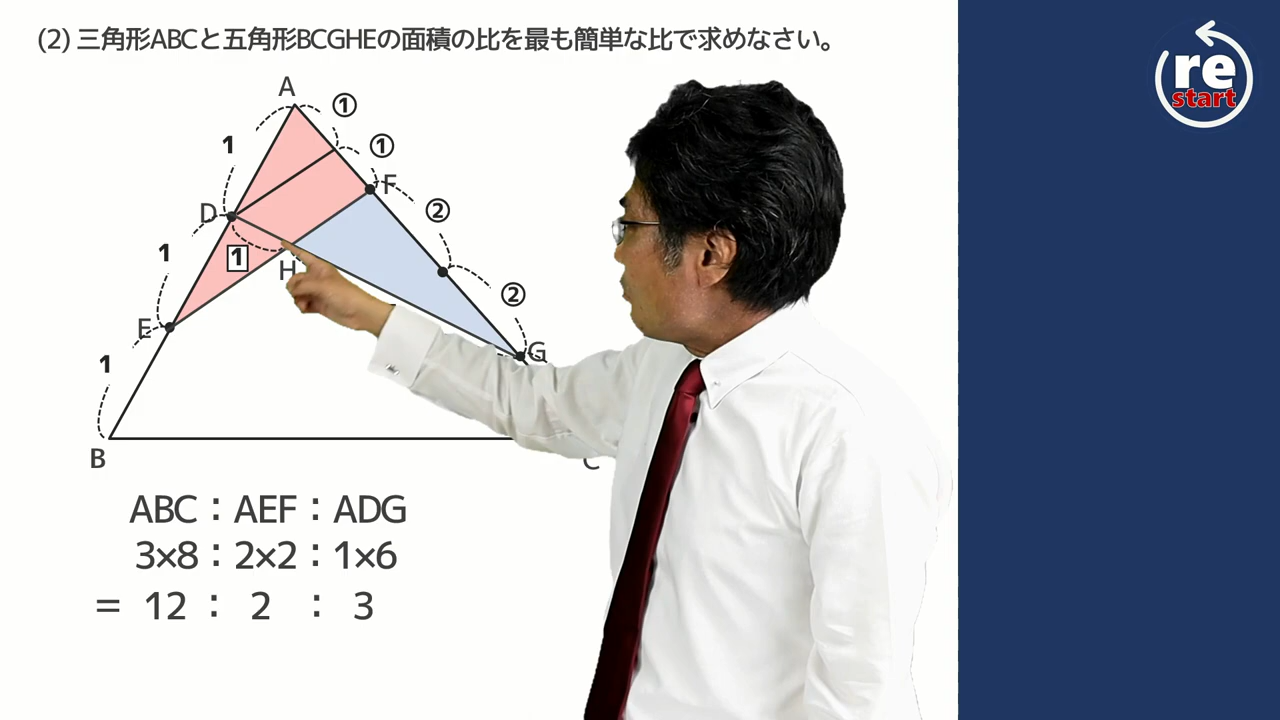 (2) 三角形ABCと五角形BCGHEの面積の比を最も簡単な比で求めなさい。
re
start
A
①
1
①
F
D
②
1
1
H
②
E
G
1
B
C
ABC：AEF：ADG
3×8：2×2：1×6
＝ 12 ： 2 ： 3